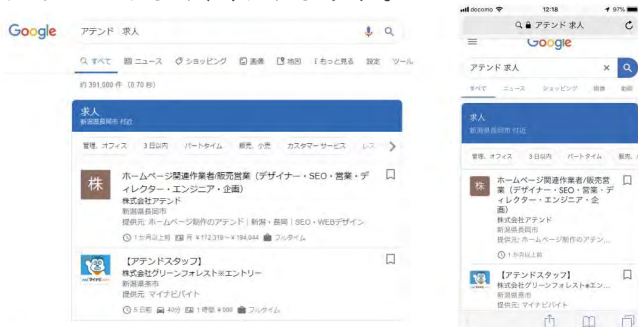 Google
アテンド 求人
すべて ニュース ショッピング 画像 地図 もっと見る 設定 ツール
約 391,000 件 (0.70 秒)
求人
新潟県長岡市 付近
管理、オフィス 3 日以内 パートタイム 販売、小売 カスタマー サービス レス
株
ホームページ関連作業者/販売営業（デザイナー・SEO・営業・デ
ィレクター・エンジニア・企画）
株式会社アテンド
新潟県長岡市
提供元: ホームページ制作のアテンド｜新潟・長岡｜SEO・WEBデザイン
1 か月以上前 月 ¥172,319～¥194,044 フルタイム
【アテンドスタッフ】
株式会社グリーンフォレスト※エントリー
新潟県燕市
提供元: マイナビバイト
5 日前 40分 1 時間 ¥900 フルタイム
docomo 12:18 97%
アテンド 求人
Google
アテンド 求人
すべて ニュース ショッピング 画像 動画
求人
新潟県長岡市 付近
管理、オフィス 3 日以内 パートタイム 販売、
株
ホームページ関連作業者/販売営
業（デザイナー・SEO・営業・デ
ィレクター・エンジニア・企
画）
株式会社アテンド
新潟県長岡市
提供元: ホームページ制作のアテン...
1 か月以上前
【アテンドスタッフ】
株式会社グリーンフォレスト※エン...
新潟県燕市
提供元: マイナビバイト